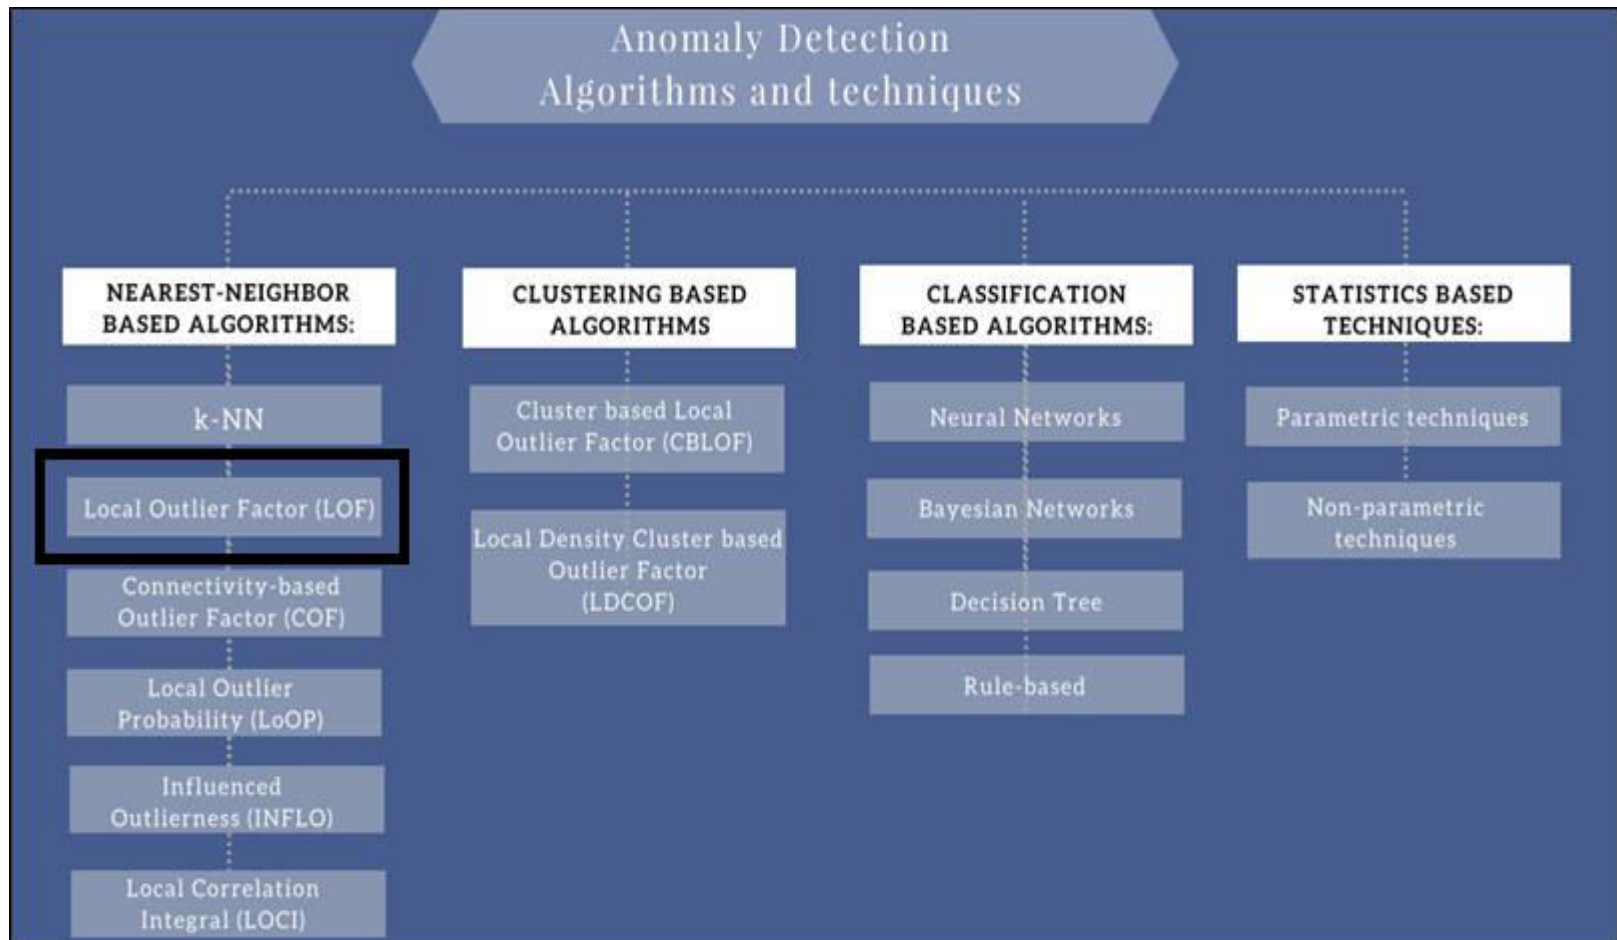 Anomaly Detection
Algorithms and techniques
NEAREST-NEIGHBOR
BASED ALGORITHMS:
k-NN
Local Outlier Factor (LOF)
Connectivity-based
Outlier Factor (COF)
Local Outlier
Probability (LoOP)
Influenced
Outlierness (INFLO)
Local Correlation
Integral (LOCI)
CLUSTERING BASED
ALGORITHMS
Cluster based Local
Outlier Factor (CBLOF)
Local Density Cluster based
Outlier Factor
(LDCOF)
CLASSIFICATION
BASED ALGORITHMS:
Neural Networks
Bayesian Networks
Decision Tree
Rule-based
STATISTICS BASED
TECHNIQUES:
Parametric techniques
Non-parametric
techniques